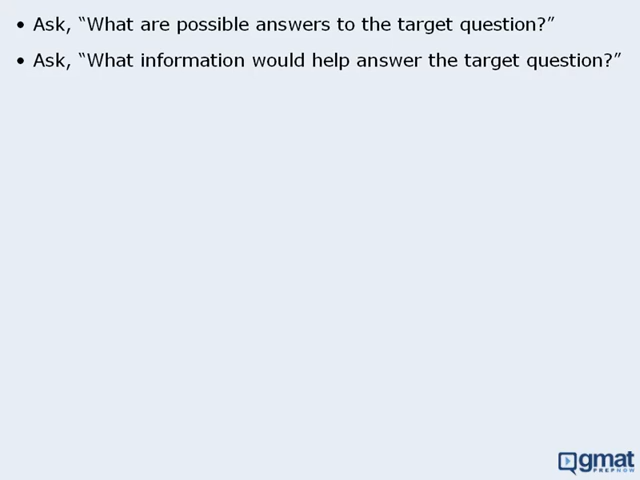 • Ask, “What are possible answers to the target question?”
• Ask, “What information would help answer the target question?”
gmat
PREPNOW